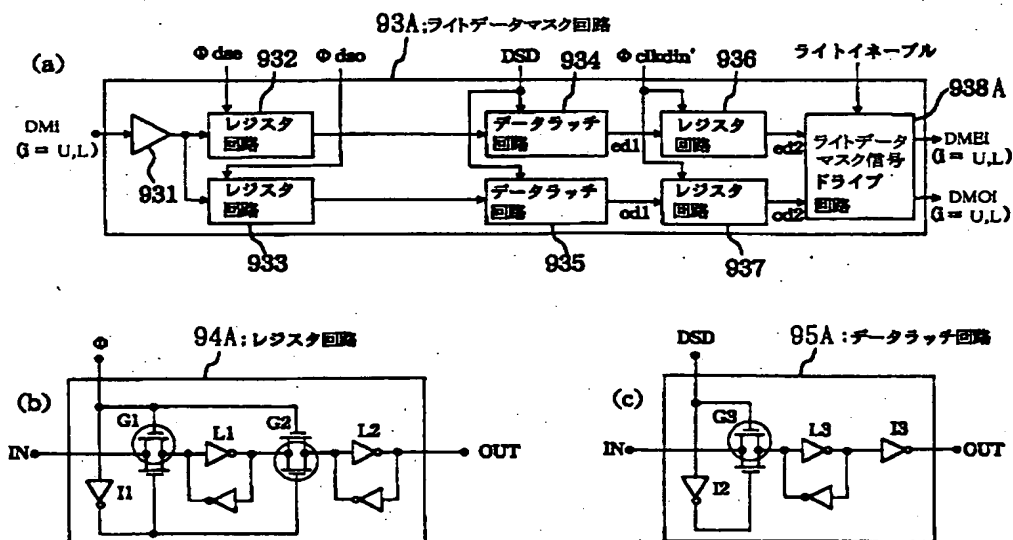 93A;ライトデータマスク回路
(a)
Φdse
932
Φdso
DSD
934
Φclkdin'
936
ライトイネーブル
938A
DMi
(i = U,L)
931
レジスタ
回路
データラッチ
回路
ed1
レジスタ
回路
ed2
ライトデータ
マスク信号
ドライブ
回路
DMEi
(i = U,L)
レジスタ
回路
データラッチ
回路
od1
レジスタ
回路
od2
DMOi
(i = U,L)
933
935
937
94A;レジスタ回路
(b)
Φ
IN
G1
L1
G2
L2
OUT
I1
95A:データラッチ回路
(c)
DSD
IN
G3
L3
I3
OUT
I2